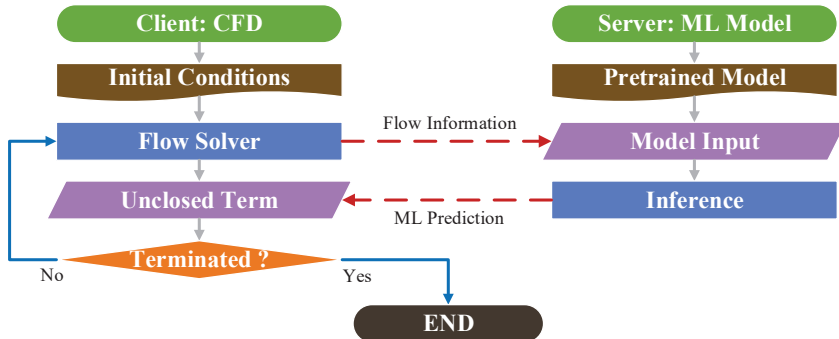 Client: CFD
Server: ML Model
Initial Conditions
Pretrained Model
Flow Solver
Flow Information
Model Input
Unclosed Term
ML Prediction
Inference
Terminated ?
No
Yes
END